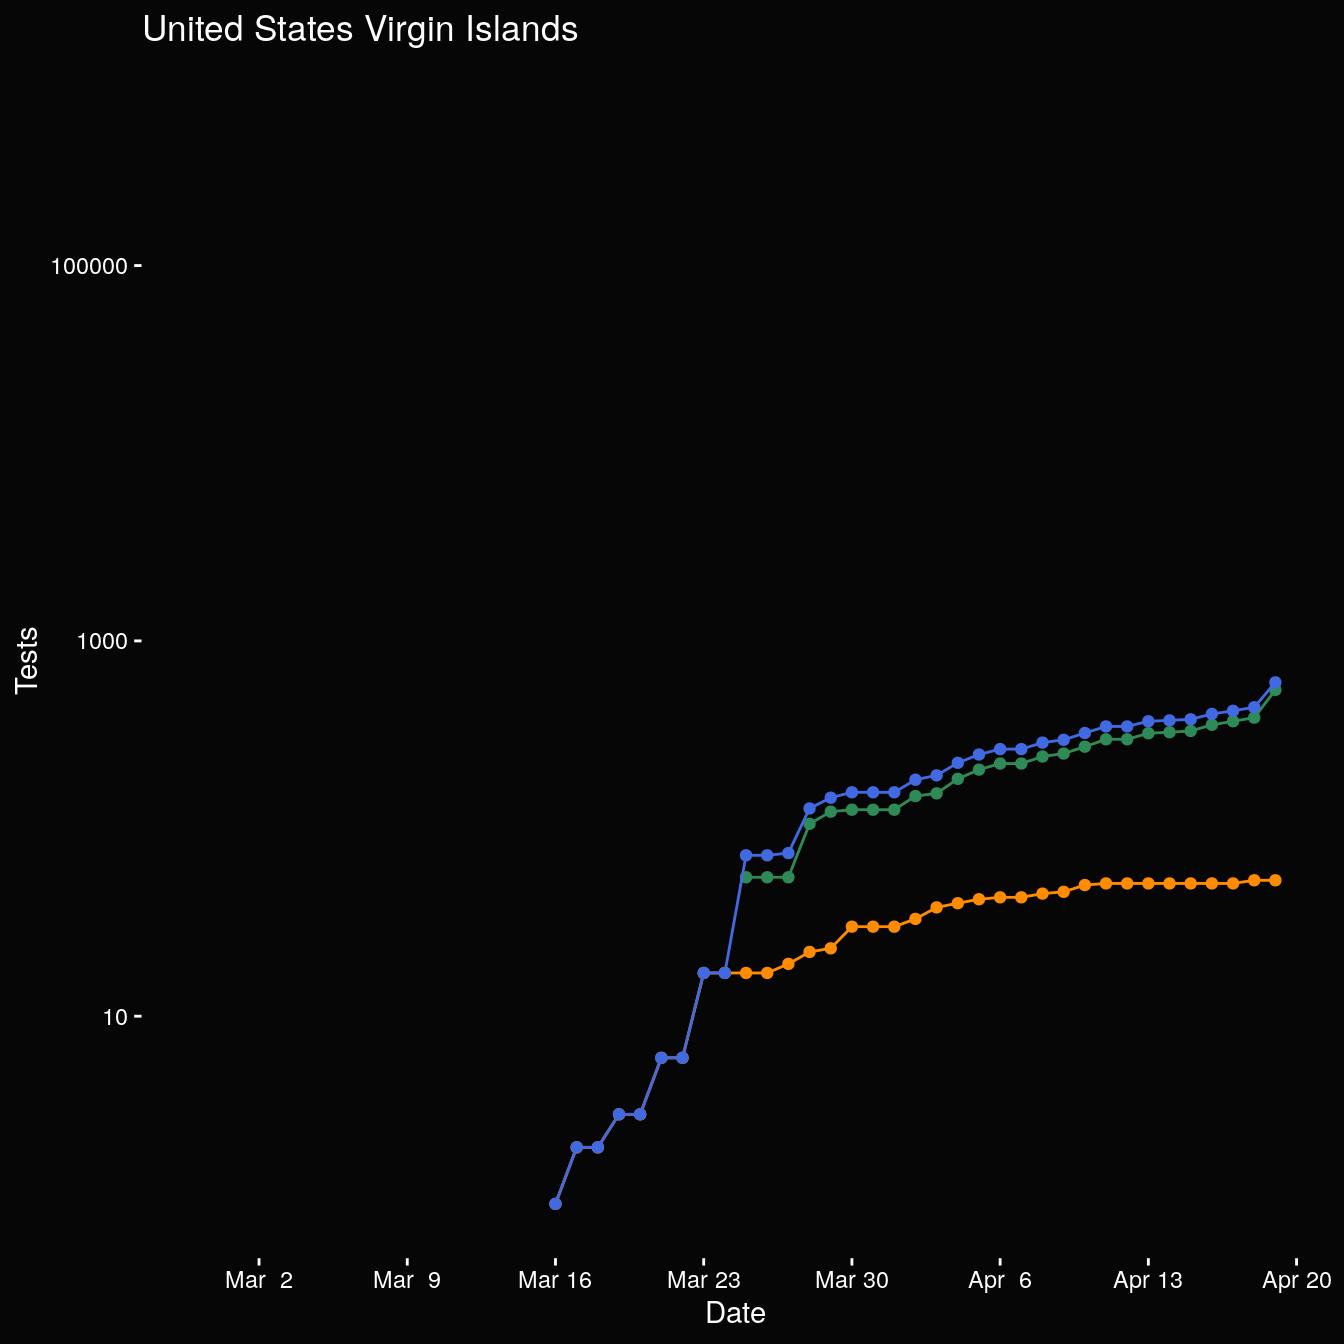 United States Virgin Islands
100000
1000
10
Tests
Mar  2
Mar  9
Mar 16
Mar 23
Mar 30
Apr  6
Apr 13
Apr 20
Date